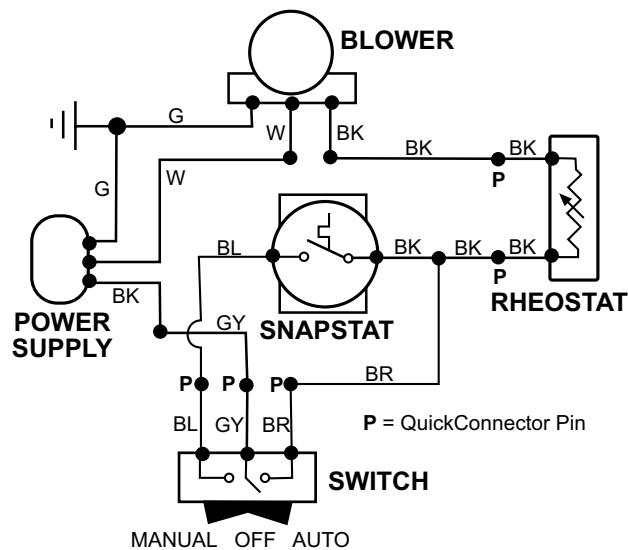 BLOWER
G
W
BK
BK
BK
P
G
W
BL
BK
BK
BK
P
BK
GY
SNAPSTAT
RHEOSTAT
POWER
SUPPLY
P
P
P
BR
BL
GY
BR
P = QuickConnector Pin
SWITCH
MANUAL OFF AUTO